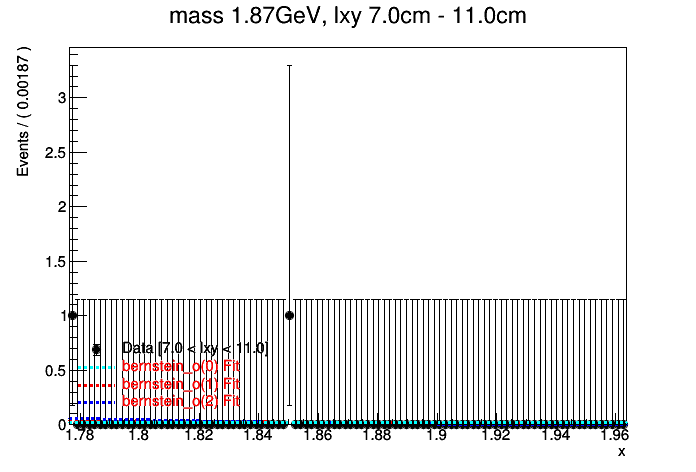 mass 1.87GeV, lxy 7.0cm - 11.0cm
Events / ( 0.00187 )
3
2.5
2
1.5
1
0.5
0
Data [7.0 < lxy < 11.0]
bernstein_o(0) Fit
bernstein_o(1) Fit
bernstein_o(2) Fit
1.78 1.8 1.82 1.84 1.86 1.88 1.9 1.92 1.94 1.96
x